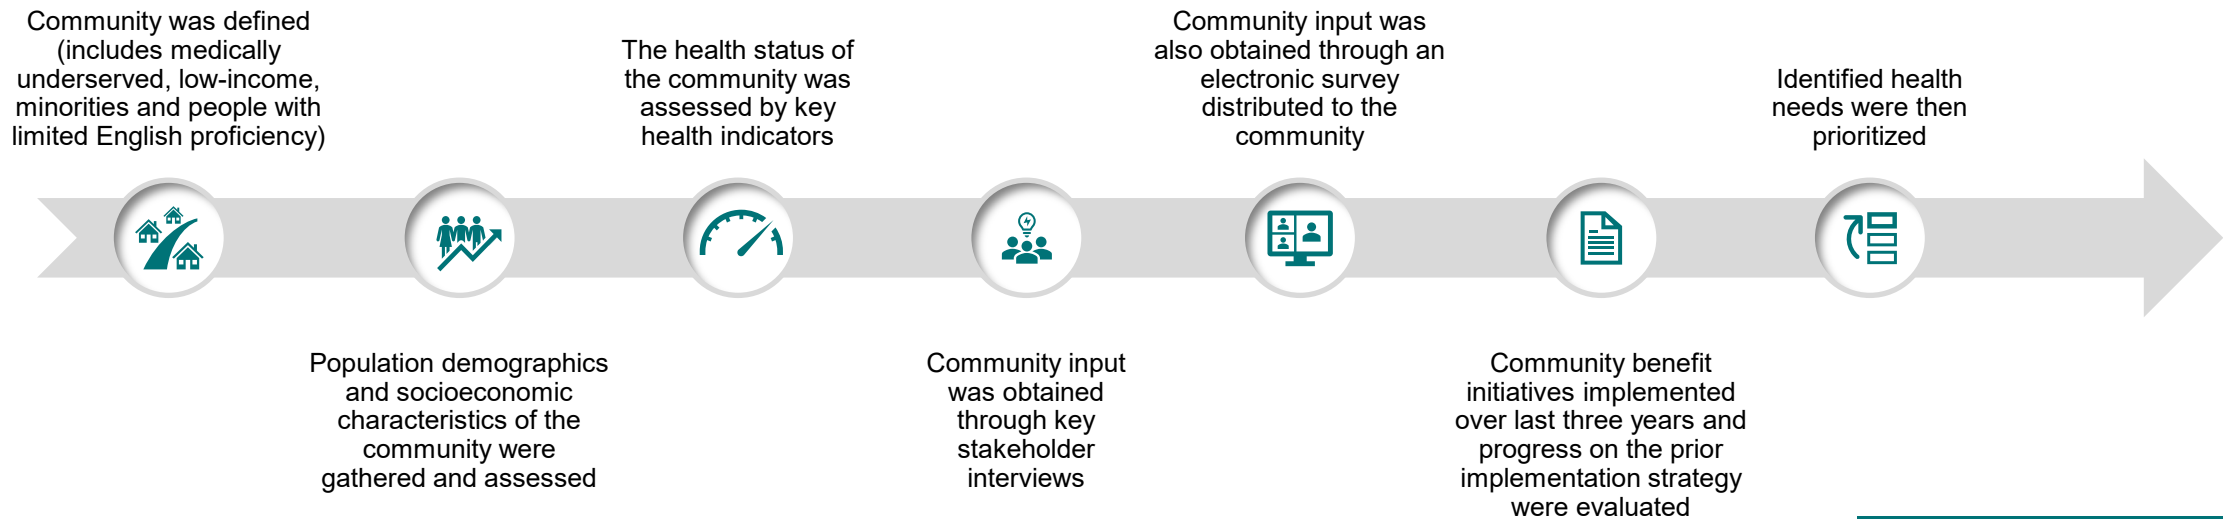 Community was defined
(includes medically
underserved, low-income,
minorities and people with
limited English proficiency)
Population demographics
and socioeconomic
characteristics of the
community were
gathered and assessed
The health status of
the community was
assessed by key
health indicators
Community input
was obtained
through key
stakeholder
interviews
Community input was
also obtained through an
electronic survey
distributed to the
community
Community benefit
initiatives implemented
over last three years and
progress on the prior
implementation strategy
were evaluated
Identified health
needs were then
prioritized